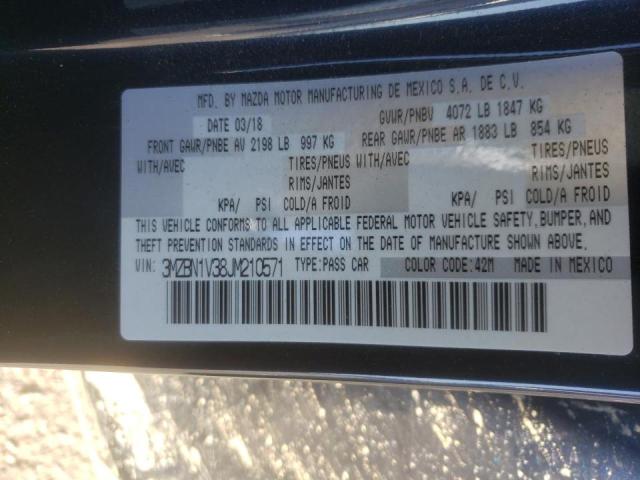 MFD. BY MAZDA MOTOR MANUFACTURING DE MEXICO S.A. DE C.V.
DATE 03/18 GVWR/PNBV 4072 LB 1847 KG
FRONT GAWR/PNBE AV 2198 LB 997 KG REAR GAWR/PNBE AR 1883 LB 854 KG
WITH/AVEC TIRES/PNEUS WITH/AVEC TIRES/PNEUS
RIMS/JANTES RIMS/JANTES
KPA/ PSI COLD/A FROID KPA/ PSI COLD/A FROID
THIS VEHICLE CONFORMS TO ALL APPLICABLE FEDERAL MOTOR VEHICLE SAFETY, BUMPER, AND
THEFT PREVENTION STANDARDS IN EFFECT ON THE DATE OF MANUFACTURE SHOWN ABOVE.
VIN: 3MZBN1V38JM210571 TYPE:PASS CAR COLOR CODE:42M MADE IN MEXICO